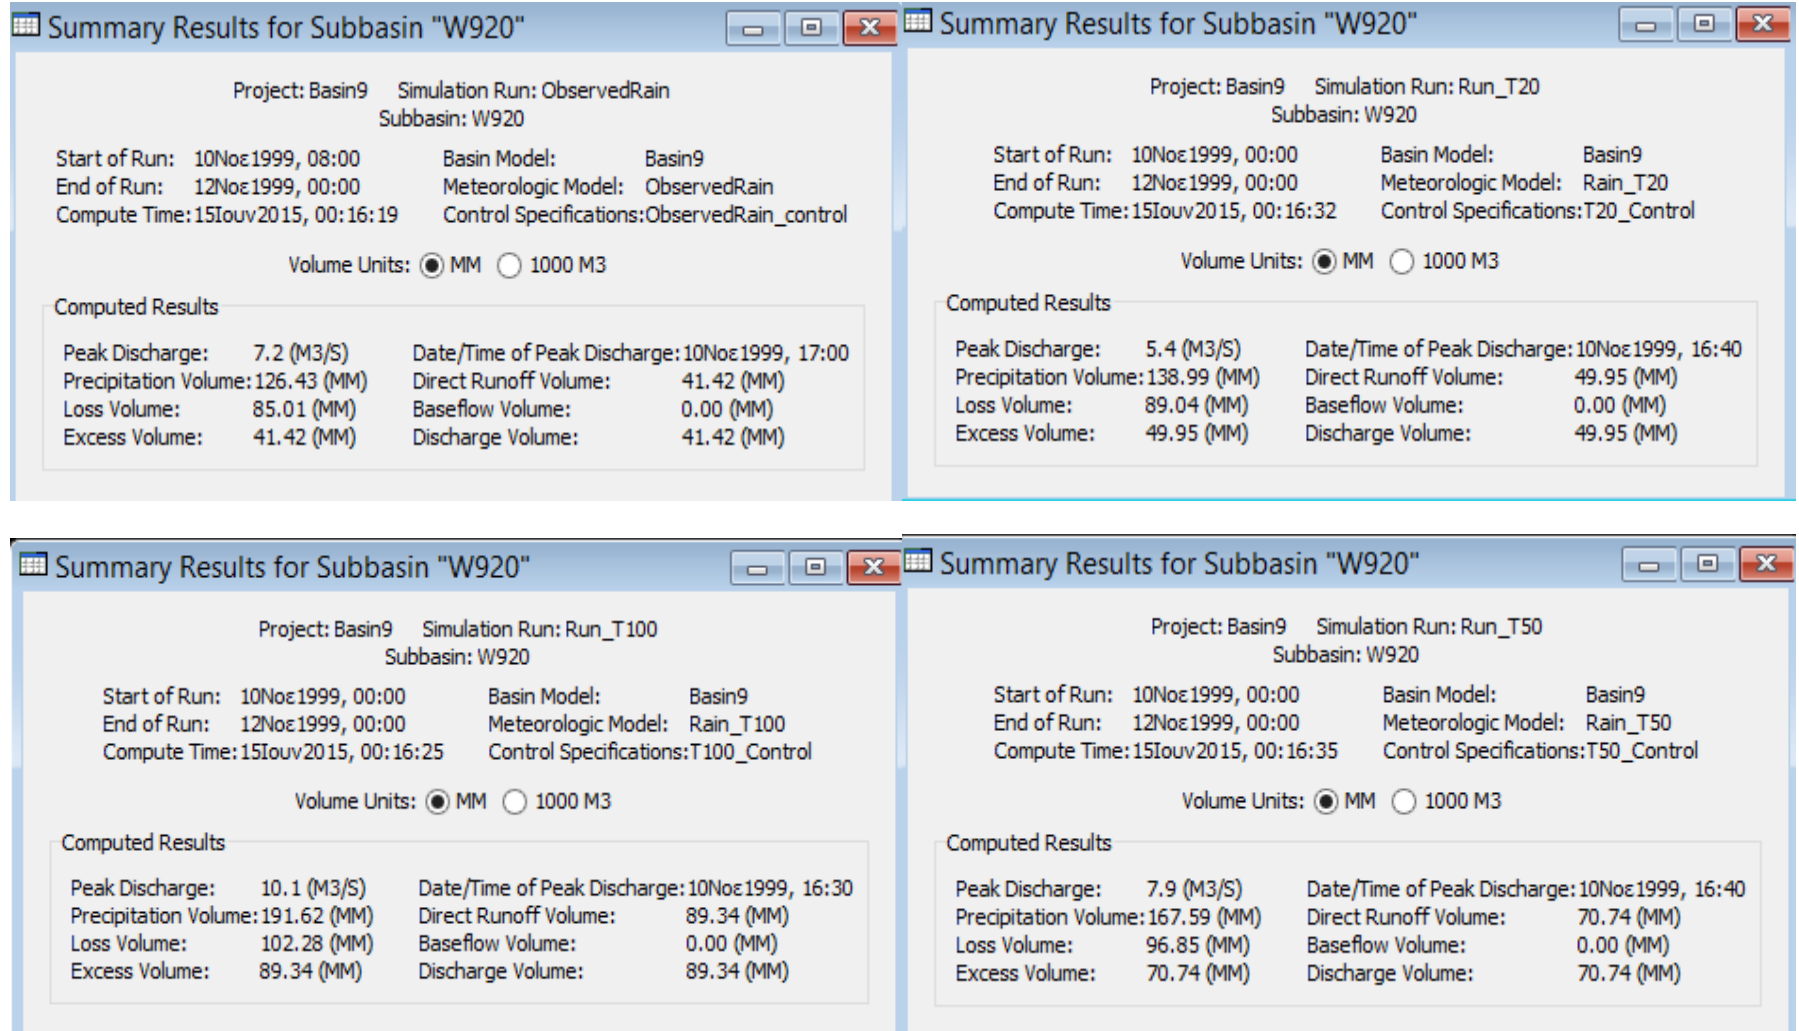 Summary Results for Subbasin "W920"
Project: Basin9 Simulation Run: ObservedRain
Subbasin: W920
Start of Run: 10Νοε1999, 08:00 Basin Model: Basin9
End of Run: 12Νοε1999, 00:00 Meteorologic Model: ObservedRain
Compute Time: 15Ιουν2015, 00:16:19 Control Specifications: ObservedRain_control
Volume Units: MM 1000 M3
Computed Results
Peak Discharge: 7.2 (M3/S) Date/Time of Peak Discharge: 10Νοε1999, 17:00
Precipitation Volume: 126.43 (MM) Direct Runoff Volume: 41.42 (MM)
Loss Volume: 85.01 (MM) Baseflow Volume: 0.00 (MM)
Excess Volume: 41.42 (MM) Discharge Volume: 41.42 (MM)
Summary Results for Subbasin "W920"
Project: Basin9 Simulation Run: Run_T20
Subbasin: W920
Start of Run: 10Νοε1999, 00:00 Basin Model: Basin9
End of Run: 12Νοε1999, 00:00 Meteorologic Model: Rain_T20
Compute Time: 15Ιουν2015, 00:16:32 Control Specifications: T20_Control
Volume Units: MM 1000 M3
Computed Results
Peak Discharge: 5.4 (M3/S) Date/Time of Peak Discharge: 10Νοε1999, 16:40
Precipitation Volume: 138.99 (MM) Direct Runoff Volume: 49.95 (MM)
Loss Volume: 89.04 (MM) Baseflow Volume: 0.00 (MM)
Excess Volume: 49.95 (MM) Discharge Volume: 49.95 (MM)
Summary Results for Subbasin "W920"
Project: Basin9 Simulation Run: Run_T100
Subbasin: W920
Start of Run: 10Νοε1999, 00:00 Basin Model: Basin9
End of Run: 12Νοε1999, 00:00 Meteorologic Model: Rain_T100
Compute Time: 15Ιουν2015, 00:16:25 Control Specifications: T100_Control
Volume Units: MM 1000 M3
Computed Results
Peak Discharge: 10.1 (M3/S) Date/Time of Peak Discharge: 10Νοε1999, 16:30
Precipitation Volume: 191.62 (MM) Direct Runoff Volume: 89.34 (MM)
Loss Volume: 102.28 (MM) Baseflow Volume: 0.00 (MM)
Excess Volume: 89.34 (MM) Discharge Volume: 89.34 (MM)
Summary Results for Subbasin "W920"
Project: Basin9 Simulation Run: Run_T50
Subbasin: W920
Start of Run: 10Νοε1999, 00:00 Basin Model: Basin9
End of Run: 12Νοε1999, 00:00 Meteorologic Model: Rain_T50
Compute Time: 15Ιουν2015, 00:16:35 Control Specifications: T50_Control
Volume Units: MM 1000 M3
Computed Results
Peak Discharge: 7.9 (M3/S) Date/Time of Peak Discharge: 10Νοε1999, 16:40
Precipitation Volume: 167.59 (MM) Direct Runoff Volume: 70.74 (MM)
Loss Volume: 96.85 (MM) Baseflow Volume: 0.00 (MM)
Excess Volume: 70.74 (MM) Discharge Volume: 70.74 (MM)